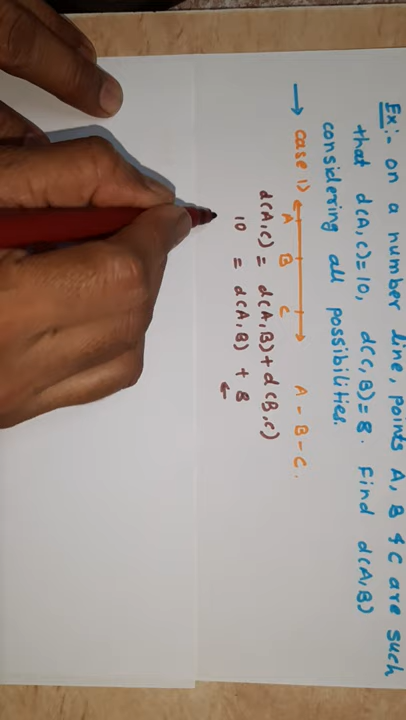 Ex:- On a number line, points A, B & C are such
that d(A,C)=10, d(C,B)=8. Find d(A,B)
considering all possibilities.
→ case 1) A B C A - B - C.
d(A,C) = d(A,B)+d(B,C)
10 = d(A,B) + 8